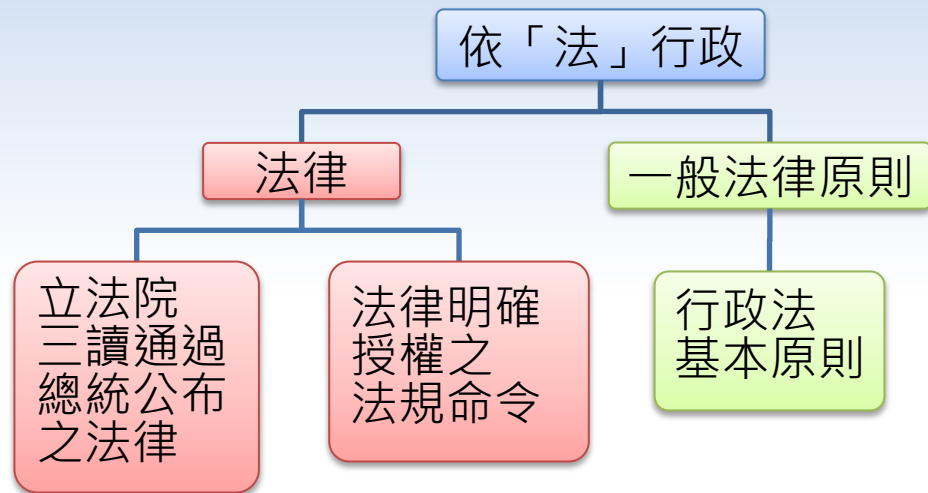 依「法」行政
法律
一般法律原則
立法院
三讀通過
總統公布
之法律
法律明確
授權之
法規命令
行政法
基本原則